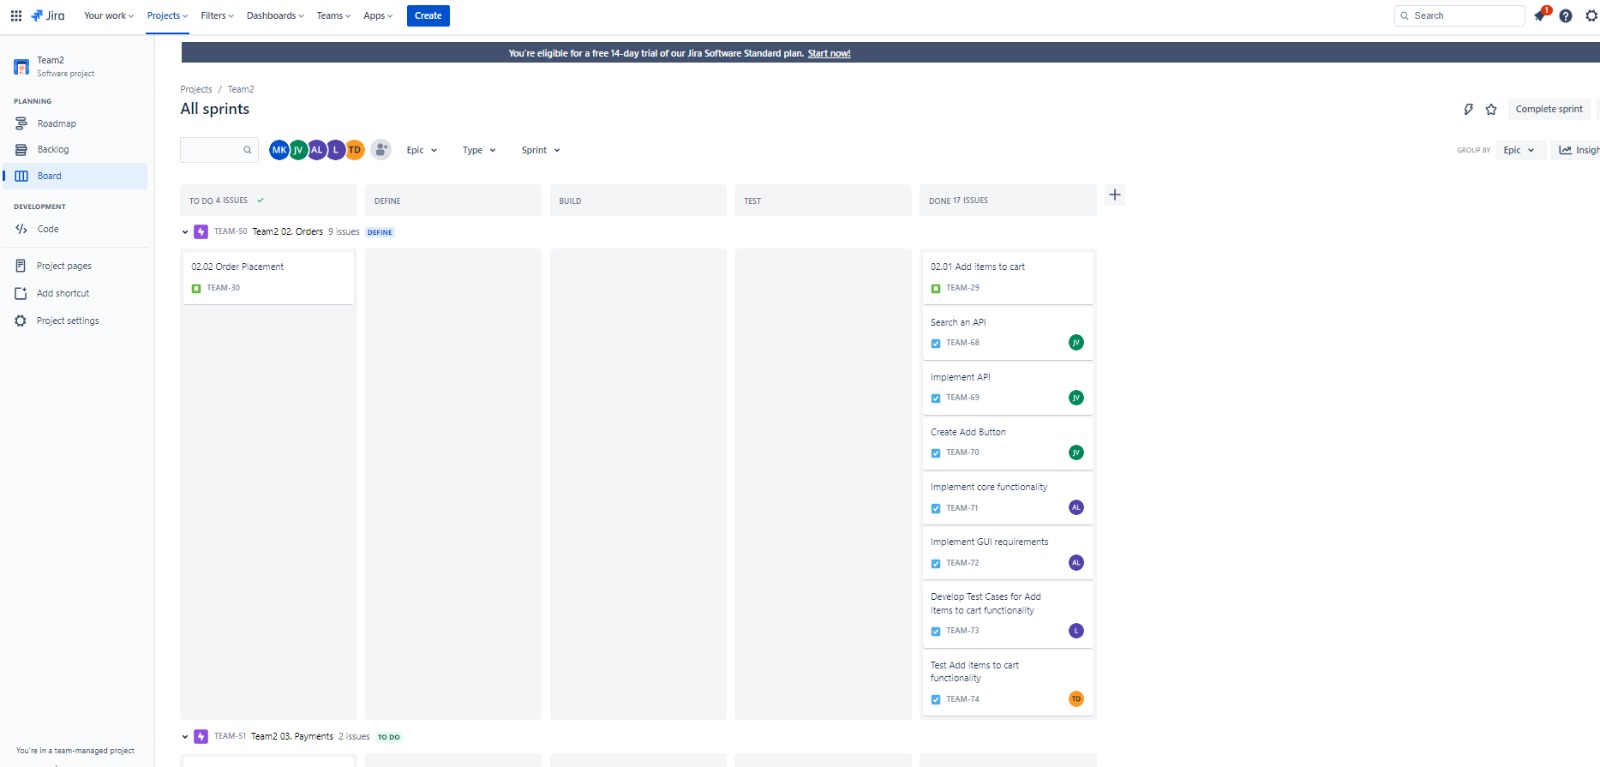 Jira Your work Projects Filters Dashboards Teams Apps Create Search 1
Team2
Software project
You're eligible for a free 14-day trial of our Jira Software Standard plan. Start now!
PLANNING
Roadmap
Backlog
Board
DEVELOPMENT
Code
Project pages
Add shortcut
Project settings
You're in a team-managed project
Projects / Team2
All sprints
Complete sprint
MK JV AL L TD Epic Type Sprint
GROUP BY Epic
TO DO 4 ISSUES DEFINE BUILD TEST DONE 17 ISSUES
TEAM-50 Team2 02. Orders 9 issues DEFINE
02.02 Order Placement
TEAM-30
02.01 Add items to cart
TEAM-29
Search an API
TEAM-68 JV
Implement API
TEAM-69 JV
Create Add Button
TEAM-70 JV
Implement core functionality
TEAM-71 AL
Implement GUI requirements
TEAM-72 AL
Develop Test Cases for Add
items to cart functionality
TEAM-73 L
Test Add items to cart
functionality
TEAM-74 TD
TEAM-51 Team2 03. Payments 2 issues TO DO